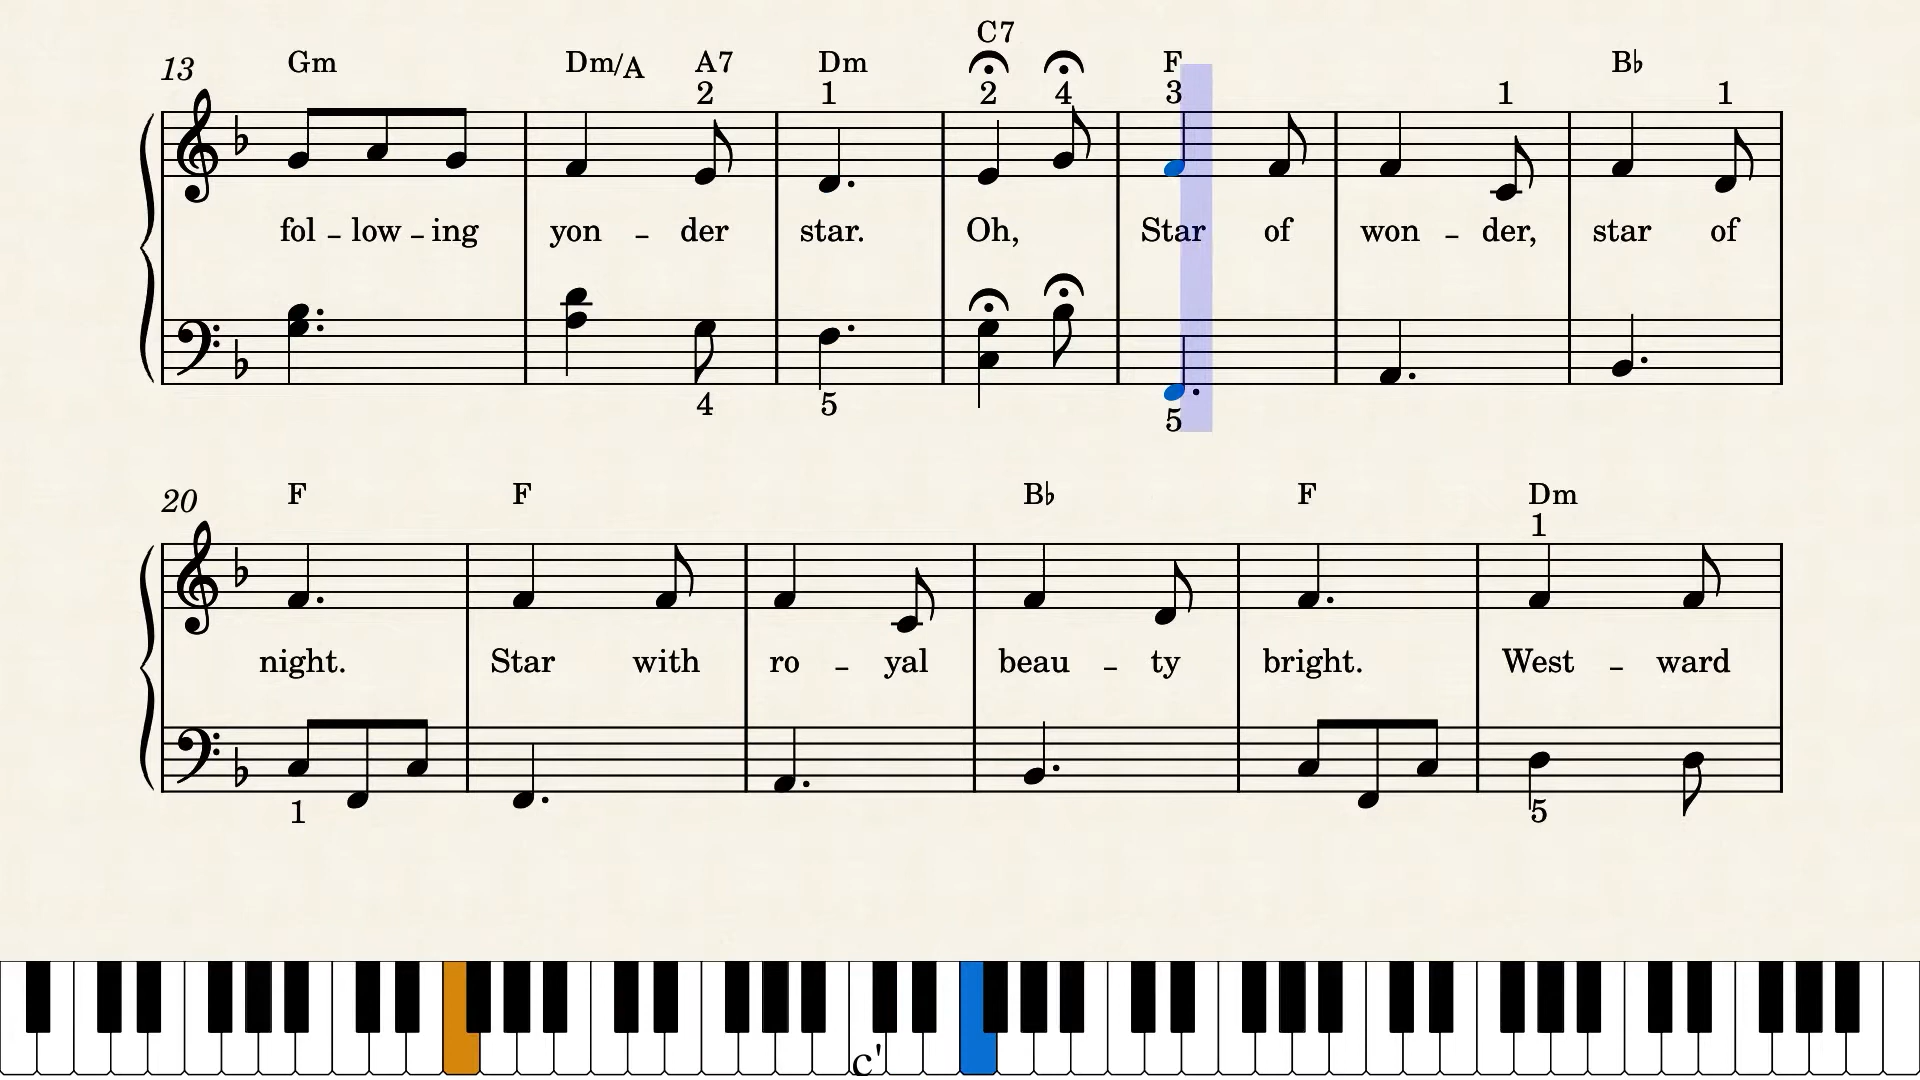 C7
13 Gm Dm/A A7 Dm F B♭
2 1 2 4 3 1 1
fol - low - ing yon - der star. Oh, Star of won - der, star of
4 5 5
20 F F B♭ F Dm
1
night. Star with ro - yal beau - ty bright. West - ward
1 5
c'